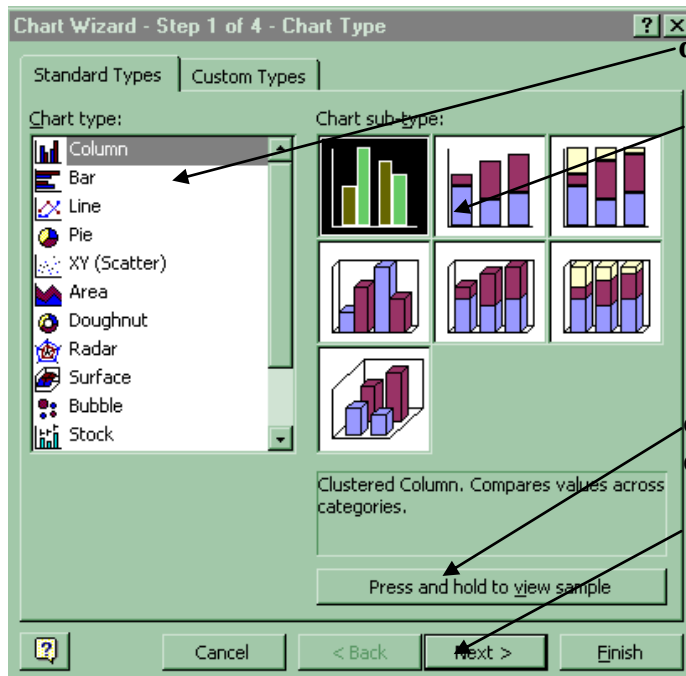 Chart Wizard - Step 1 of 4 - Chart Type
Standard Types
Custom Types
Chart type:
Column
Bar
Line
Pie
XY (Scatter)
Area
Doughnut
Radar
Surface
Bubble
Stock
Chart sub-type:
Clustered Column. Compares values across
categories.
Press and hold to view sample
Cancel
< Back
Next >
Finish